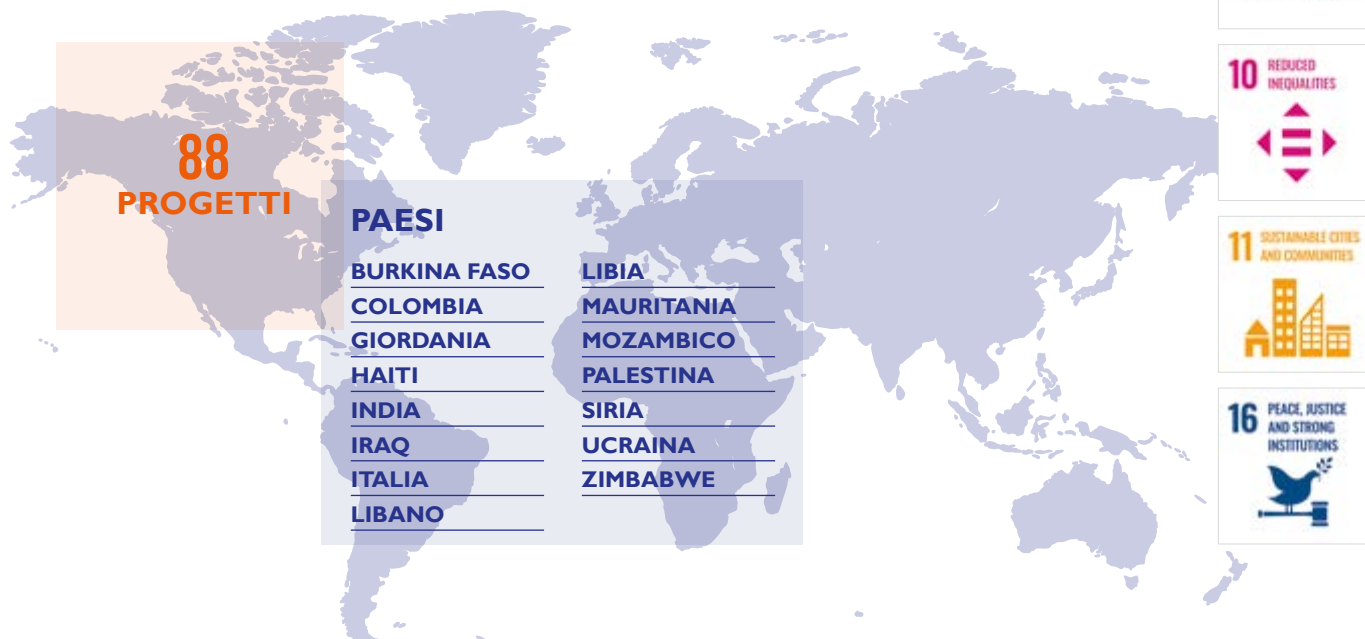 88
PROGETTI
PAESI
BURKINA FASO
COLOMBIA
GIORDANIA
HAITI
INDIA
IRAQ
ITALIA
LIBANO
LIBIA
MAURITANIA
MOZAMBICO
PALESTINA
SIRIA
UCRAINA
ZIMBABWE
10 REDUCED
INEQUALITIES
11 SUSTAINABLE CITIES
AND COMMUNITIES
16 PEACE, JUSTICE
AND STRONG
INSTITUTIONS